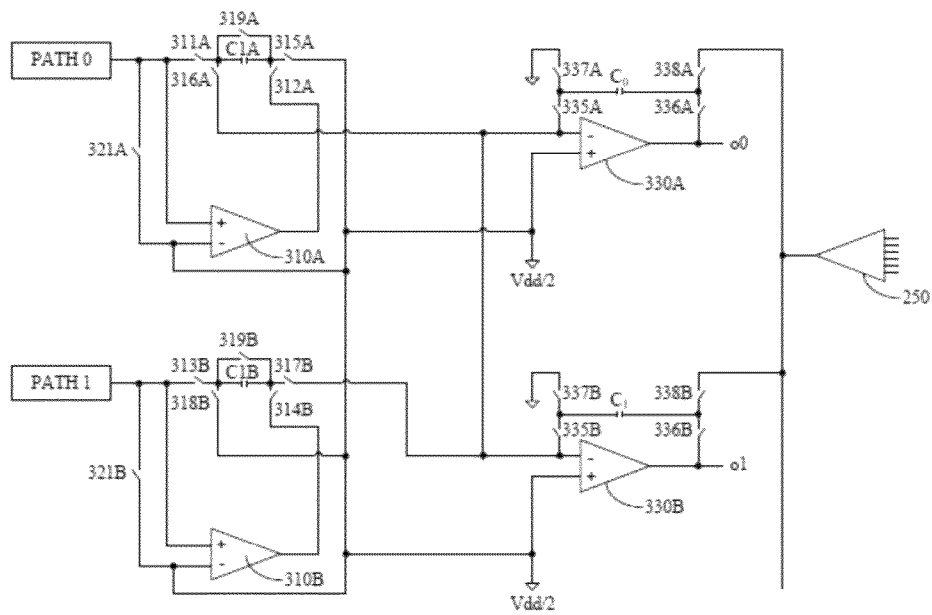 319A
311A
C1A
315A
PATH 0
316A
312A
337A
C0
338A
335A
336A
321A
-
+
o0
330A
+
-
310A
Vdd/2
250
319B
313B
C1B
317B
PATH 1
318B
314B
337B
C1
338B
335B
336B
321B
-
+
o1
330B
+
-
310B
Vdd/2